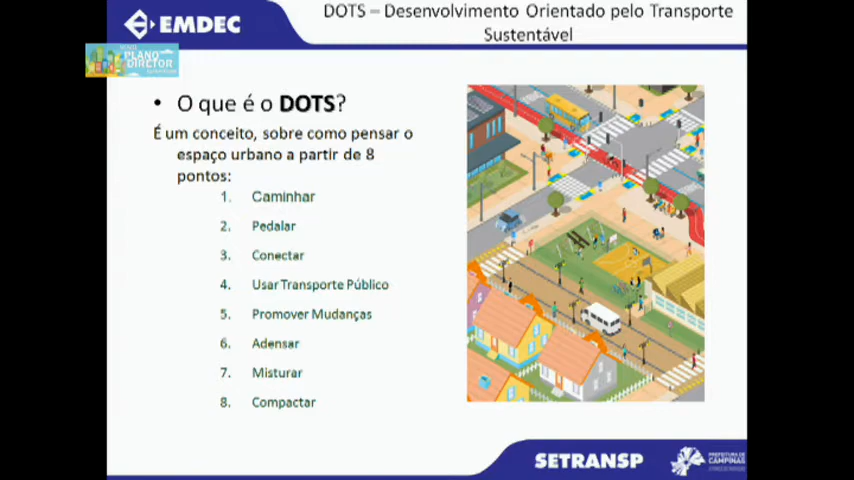 EMDEC
DOTS – Desenvolvimento Orientado pelo Transporte
Sustentável
PLANO
DIRETOR
• O que é o DOTS?
É um conceito, sobre como pensar o
espaço urbano a partir de 8
pontos:
1. Caminhar
2. Pedalar
3. Conectar
4. Usar Transporte Público
5. Promover Mudanças
6. Adensar
7. Misturar
8. Compactar
SETRANSP
PREFEITURA DE
CAMPINAS